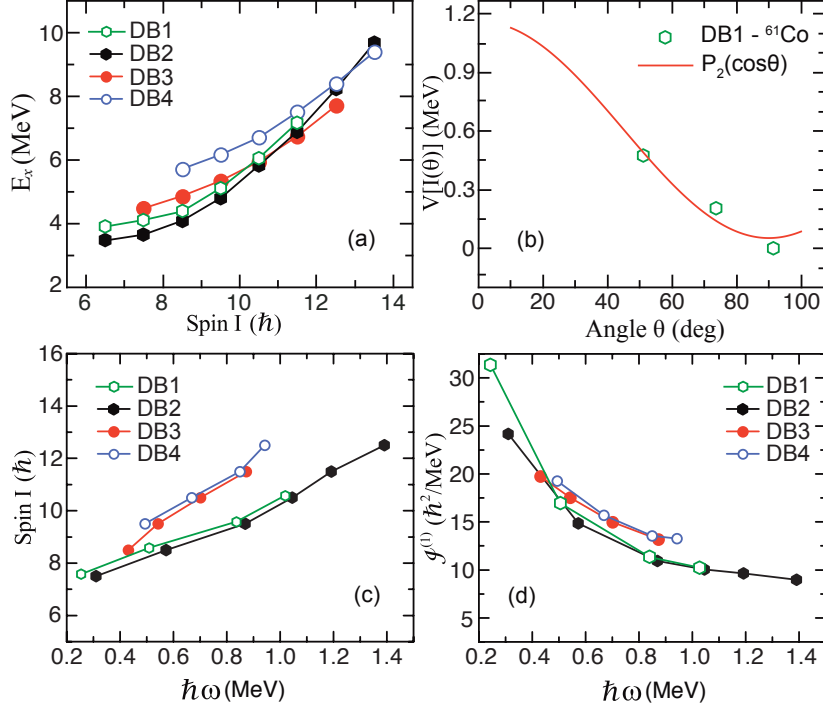 10
8
6
4
2
E_x (MeV)
DB1
DB2
DB3
DB4
(a)
6 8 10 12 14
Spin I (ℏ)
1.2
0.9
0.6
0.3
0
V[I(θ)] (MeV)
DB1 - ⁶¹Co
P₂(cosθ)
(b)
0 20 40 60 80 100
Angle θ (deg)
16
14
12
10
8
6
Spin I (ℏ)
DB1
DB2
DB3
DB4
(c)
0.2 0.4 0.6 0.8 1.0 1.2 1.4
ℏω(MeV)
30
25
20
15
10
5
𝒥⁽¹⁾ (ℏ²/MeV)
DB1
DB2
DB3
DB4
(d)
0.2 0.4 0.6 0.8 1.0 1.2 1.4
ℏω(MeV)